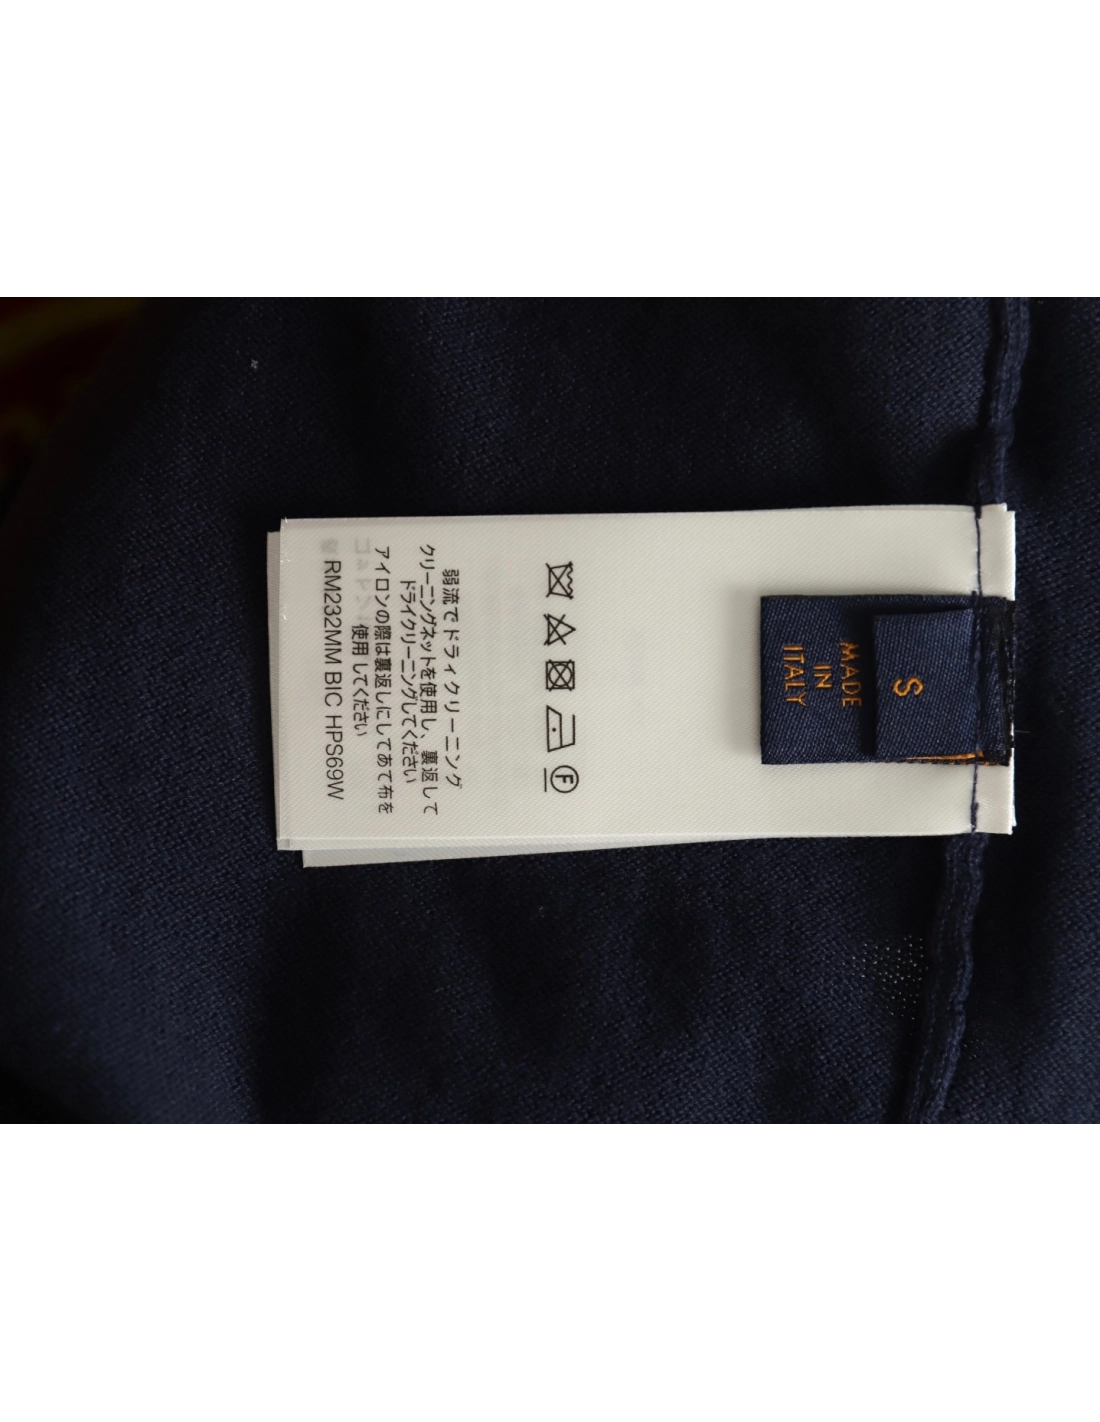 S
MADE
IN
ITALY
F
弱流でドライクリーニング
クリーニングネットを使用し、裏返して
ドライクリーニングしてください
アイロンの際は裏返しにしてあて布を
使用してください
RM232MM BIC HPS69W